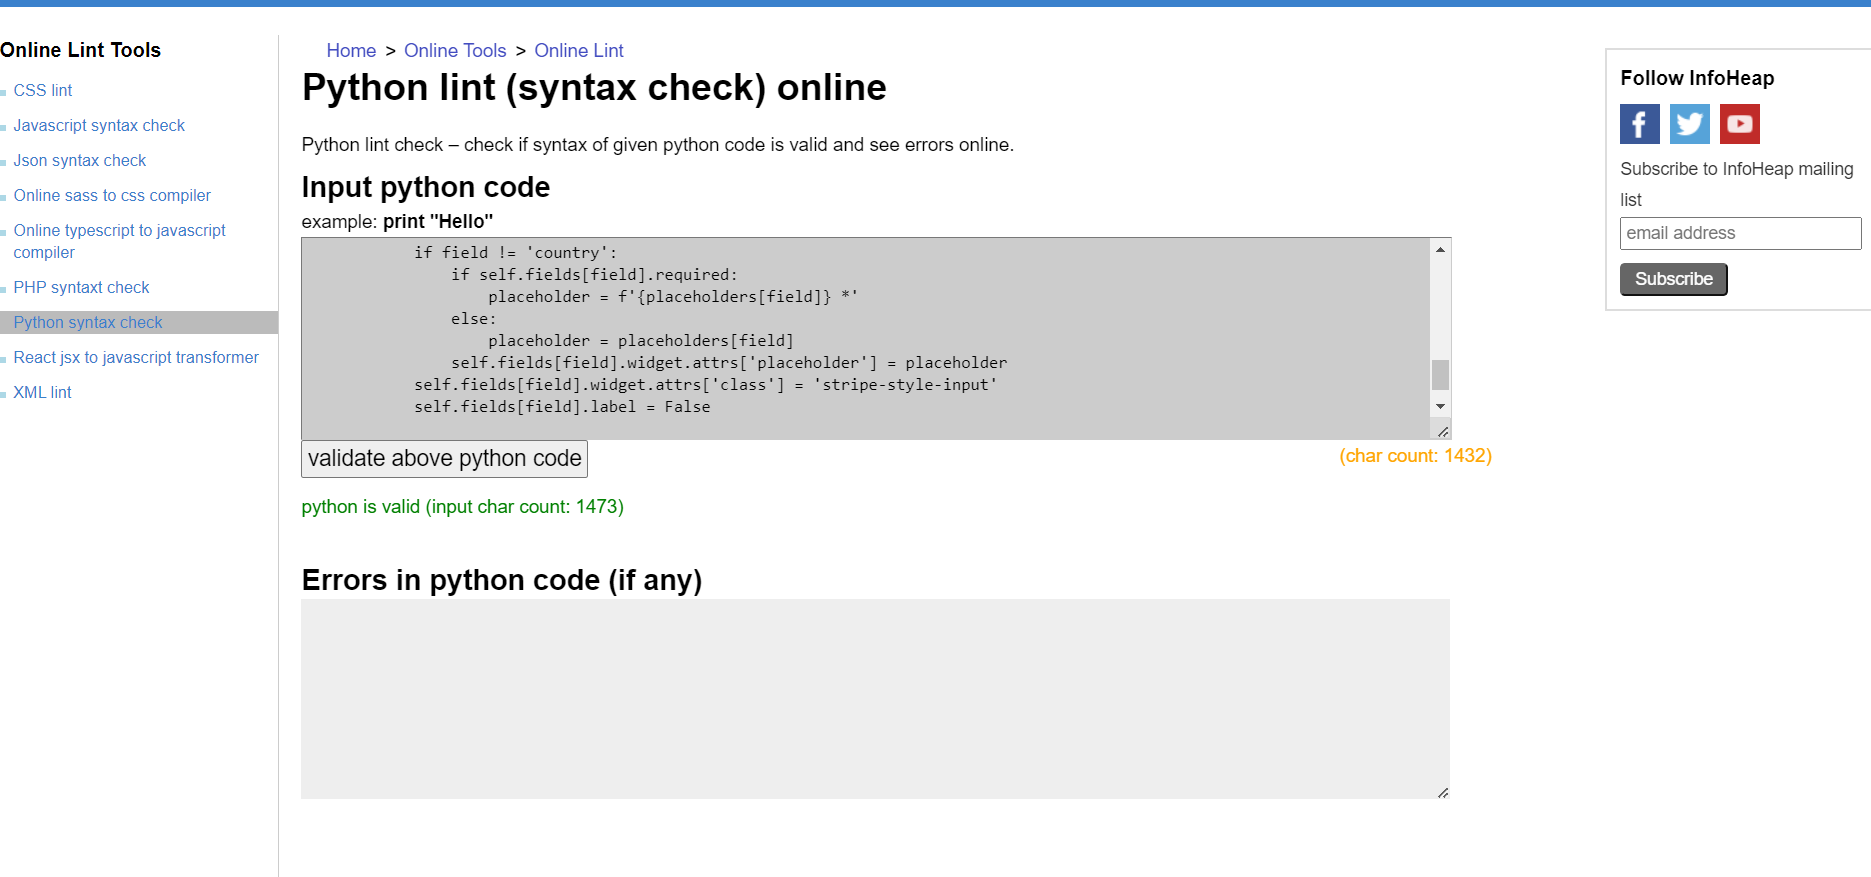 Online Lint Tools
CSS lint
Javascript syntax check
Json syntax check
Online sass to css compiler
Online typescript to javascript
compiler
PHP syntaxt check
Python syntax check
React jsx to javascript transformer
XML lint
Home > Online Tools > Online Lint
Python lint (syntax check) online
Python lint check – check if syntax of given python code is valid and see errors online.
Input python code
example: print "Hello"
if field != 'country':
if self.fields[field].required:
placeholder = f'{placeholders[field]} *'
else:
placeholder = placeholders[field]
self.fields[field].widget.attrs['placeholder'] = placeholder
self.fields[field].widget.attrs['class'] = 'stripe-style-input'
self.fields[field].label = False
validate above python code
(char count: 1432)
python is valid (input char count: 1473)
Errors in python code (if any)
Follow InfoHeap
Subscribe to InfoHeap mailing
list
email address
Subscribe